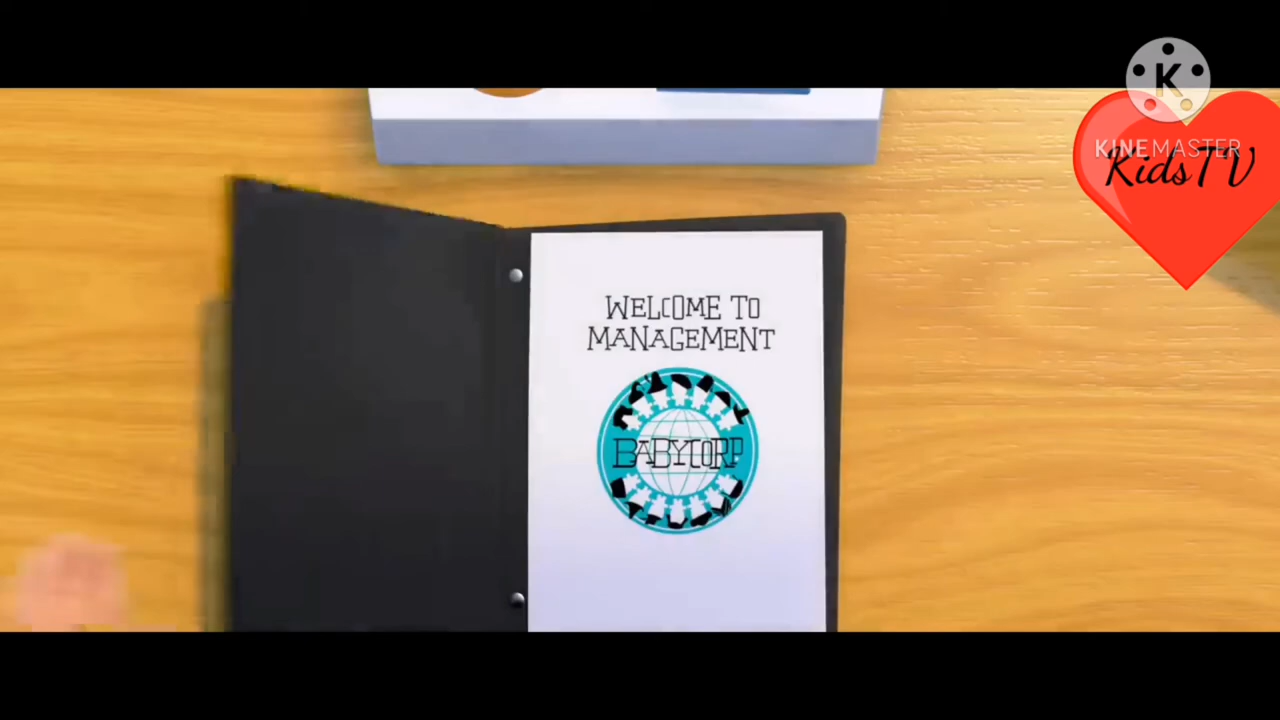 K
KINEMASTER
KidsTV
WELCOME TO
MANAGEMENT
BABYCORP